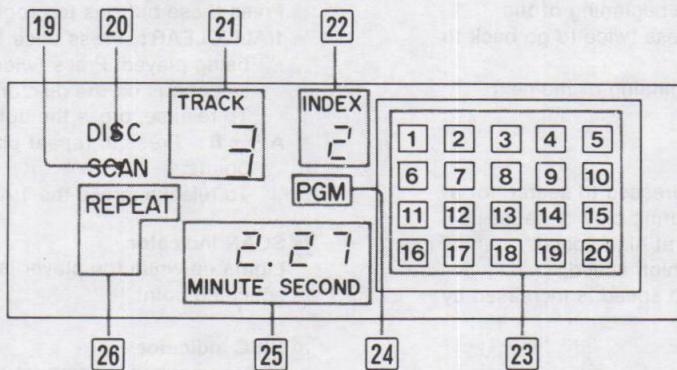 19 20 21 22
TRACK INDEX
3 2
DISC
SCAN
PGM
REPEAT
2.27
MINUTE SECOND
1 2 3 4 5
6 7 8 9 10
11 12 13 14 15
16 17 18 19 20
26 25 24 23